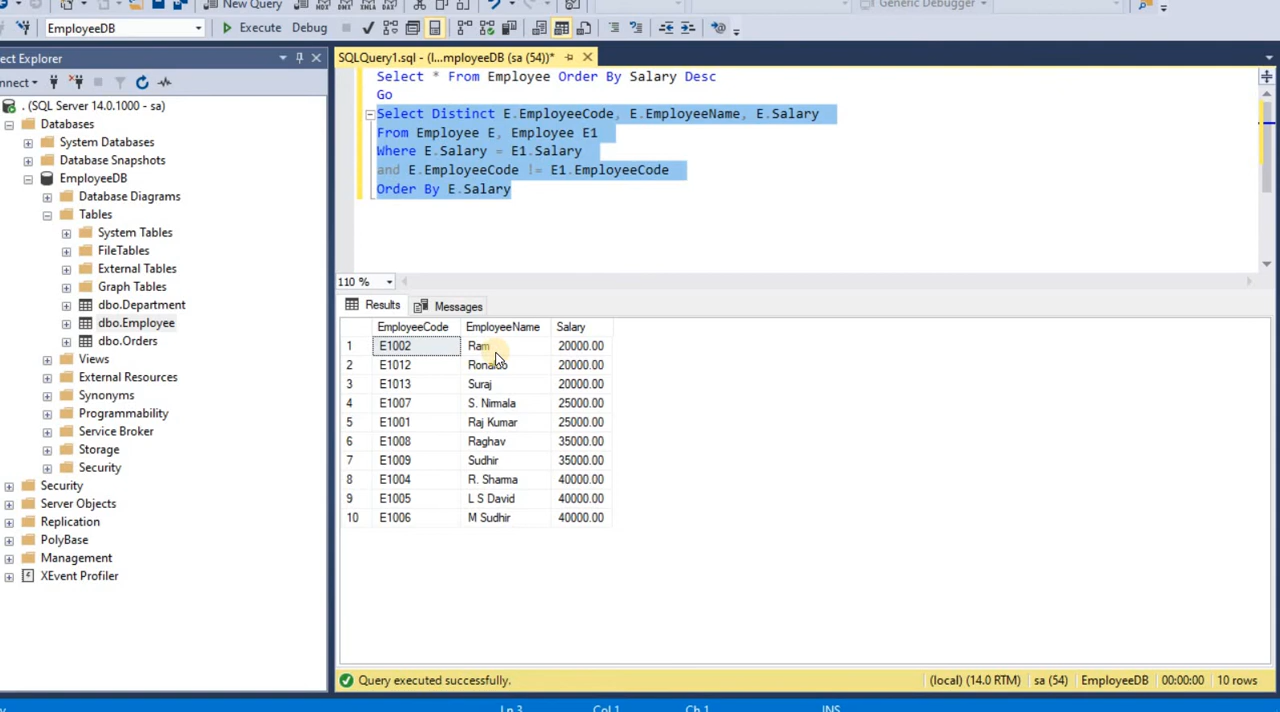 New Query
Generic Debugger
EmployeeDB
Execute Debug
ect Explorer
SQLQuery1.sql - (l...mployeeDB (sa (54))*
nnect
. (SQL Server 14.0.1000 - sa)
Databases
System Databases
Database Snapshots
EmployeeDB
Database Diagrams
Tables
System Tables
FileTables
External Tables
Graph Tables
dbo.Department
dbo.Employee
dbo.Orders
Views
External Resources
Synonyms
Programmability
Service Broker
Storage
Security
Security
Server Objects
Replication
PolyBase
Management
XEvent Profiler
Select * From Employee Order By Salary Desc
Go
Select Distinct E.EmployeeCode, E.EmployeeName, E.Salary
From Employee E, Employee E1
Where E.Salary = E1.Salary
and E.EmployeeCode != E1.EmployeeCode
Order By E.Salary
110 %
Results Messages
EmployeeCode EmployeeName Salary
1 E1002 Ram 20000.00
2 E1012 Ronaldo 20000.00
3 E1013 Suraj 20000.00
4 E1007 S. Nirmala 25000.00
5 E1001 Raj Kumar 25000.00
6 E1008 Raghav 35000.00
7 E1009 Sudhir 35000.00
8 E1004 R. Sharma 40000.00
9 E1005 L S David 40000.00
10 E1006 M Sudhir 40000.00
Query executed successfully. (local) (14.0 RTM) sa (54) EmployeeDB 00:00:00 10 rows
Ln 3 Col 1 Ch 1 INS